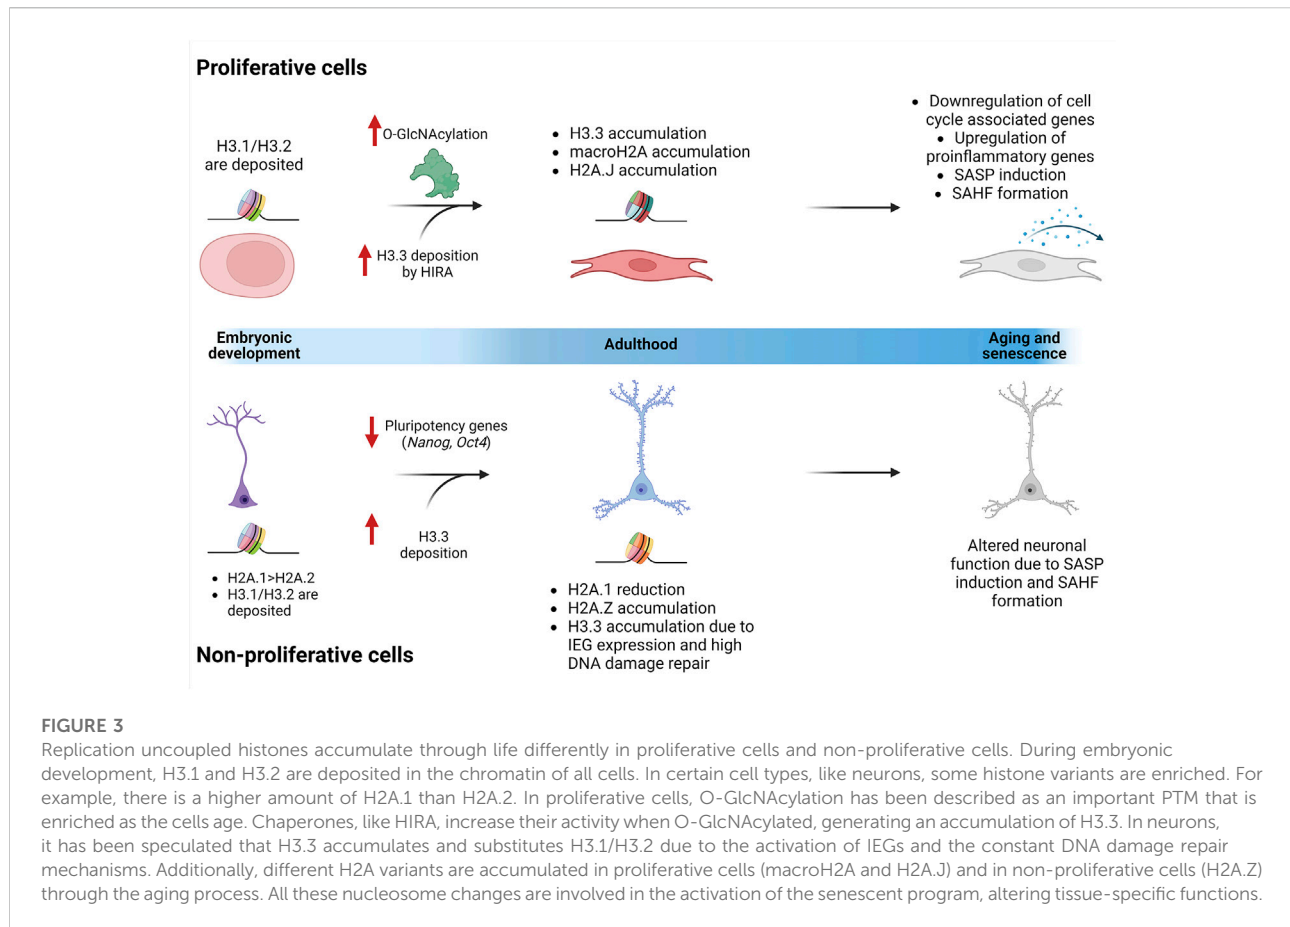 Proliferative cells
H3.1/H3.2
are deposited
O-GlcNAcylation
H3.3 deposition
by HIRA
• H3.3 accumulation
• macroH2A accumulation
• H2A.J accumulation
• Downregulation of cell
cycle associated genes
• Upregulation of
proinflammatory genes
• SASP induction
• SAHF formation
Embryonic
development
Adulthood
Aging and
senescence
Pluripotency genes
(Nanog, Oct4)
H3.3
deposition
• H2A.1>H2A.2
• H3.1/H3.2 are
deposited
• H2A.1 reduction
• H2A.Z accumulation
• H3.3 accumulation due to
IEG expression and high
DNA damage repair
Altered neuronal
function due to SASP
induction and SAHF
formation
Non-proliferative cells
FIGURE 3
Replication uncoupled histones accumulate through life differently in proliferative cells and non-proliferative cells. During embryonic
development, H3.1 and H3.2 are deposited in the chromatin of all cells. In certain cell types, like neurons, some histone variants are enriched. For
example, there is a higher amount of H2A.1 than H2A.2. In proliferative cells, O-GlcNAcylation has been described as an important PTM that is
enriched as the cells age. Chaperones, like HIRA, increase their activity when O-GlcNAcylated, generating an accumulation of H3.3. In neurons,
it has been speculated that H3.3 accumulates and substitutes H3.1/H3.2 due to the activation of IEGs and the constant DNA damage repair
mechanisms. Additionally, different H2A variants are accumulated in proliferative cells (macroH2A and H2A.J) and in non-proliferative cells (H2A.Z)
through the aging process. All these nucleosome changes are involved in the activation of the senescent program, altering tissue-specific functions.